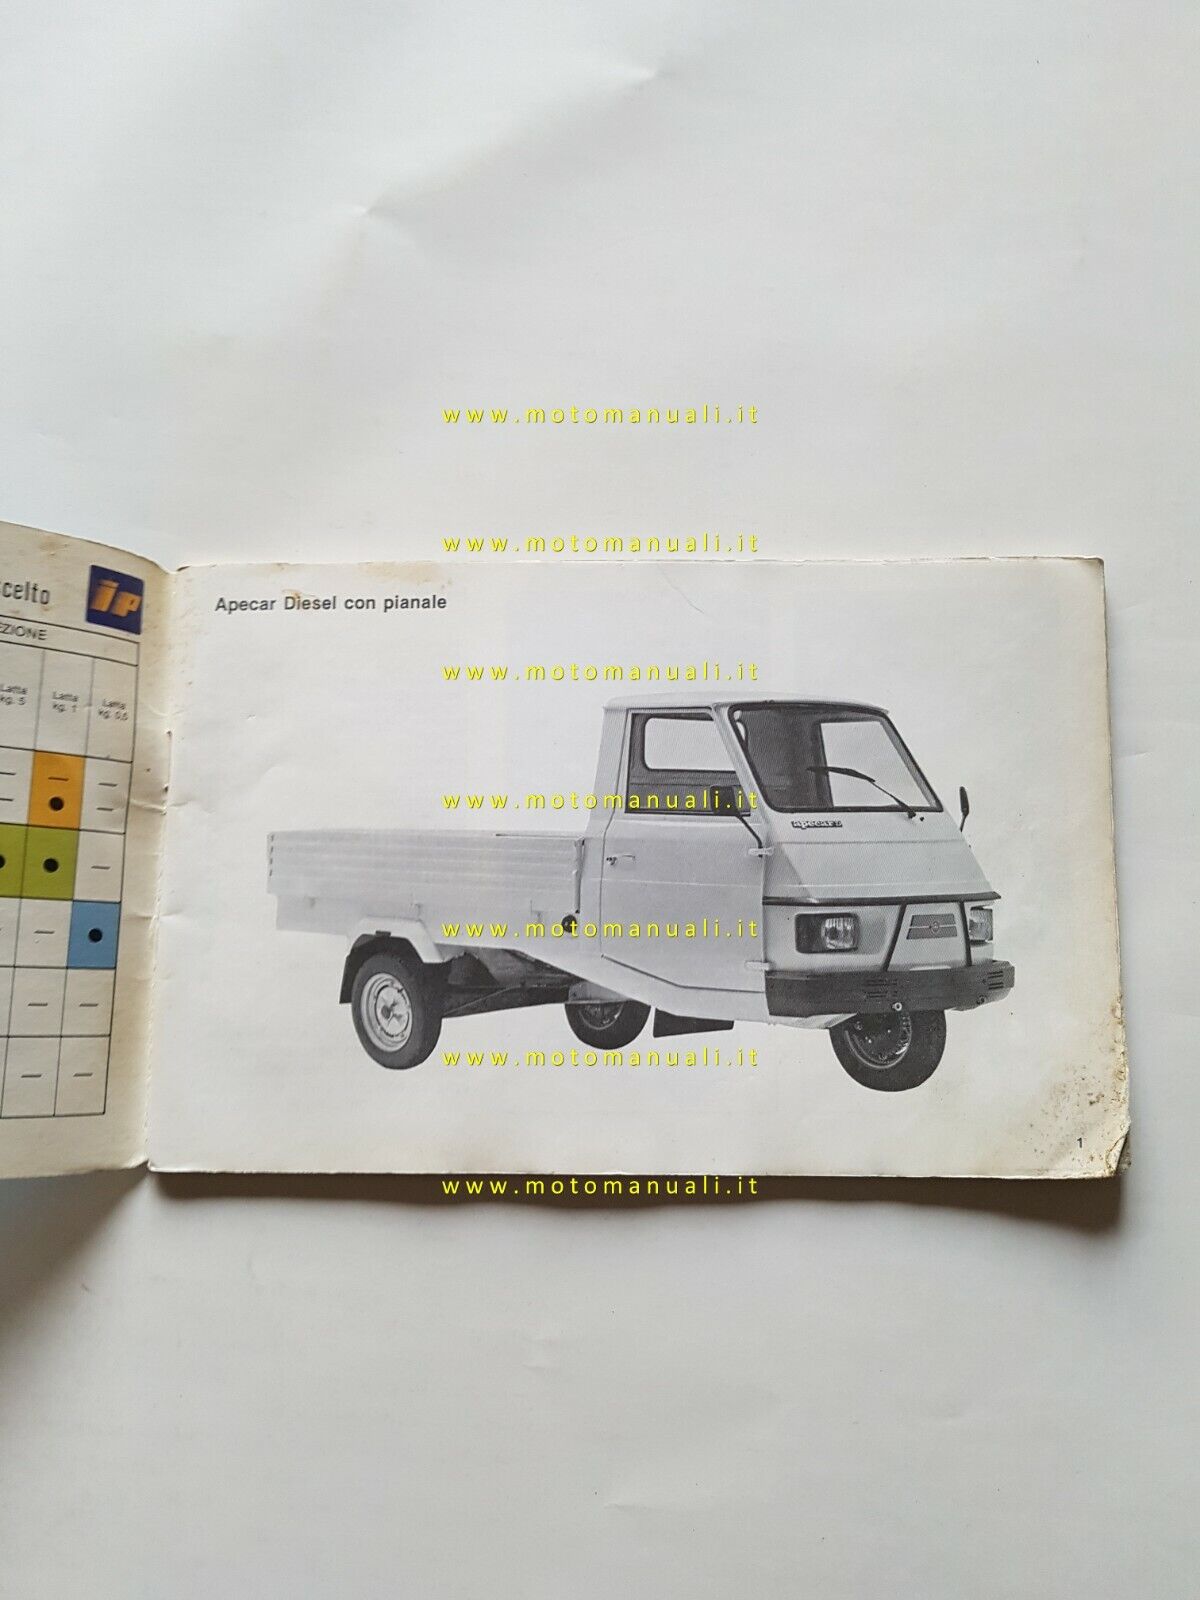 www.motomanuali.it
www.motomanuali.it
celto
iP
EZIONE
Latta
kg. 5
Latta
kg. 1
Latta
kg. 0,5
Apecar Diesel con pianale
www.motomanuali.it
www.motomanuali.it
apecar
www.motomanuali.it
www.motomanuali.it
1
www.motomanuali.it